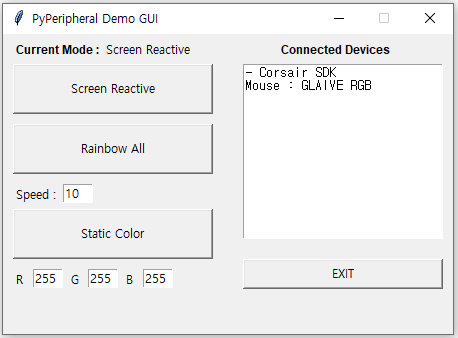 PyPeripheral Demo GUI
Current Mode : Screen Reactive
Screen Reactive
Rainbow All
Speed : 10
Static Color
R 255 G 255 B 255
Connected Devices
- Corsair SDK
Mouse : GLAIVE RGB
EXIT